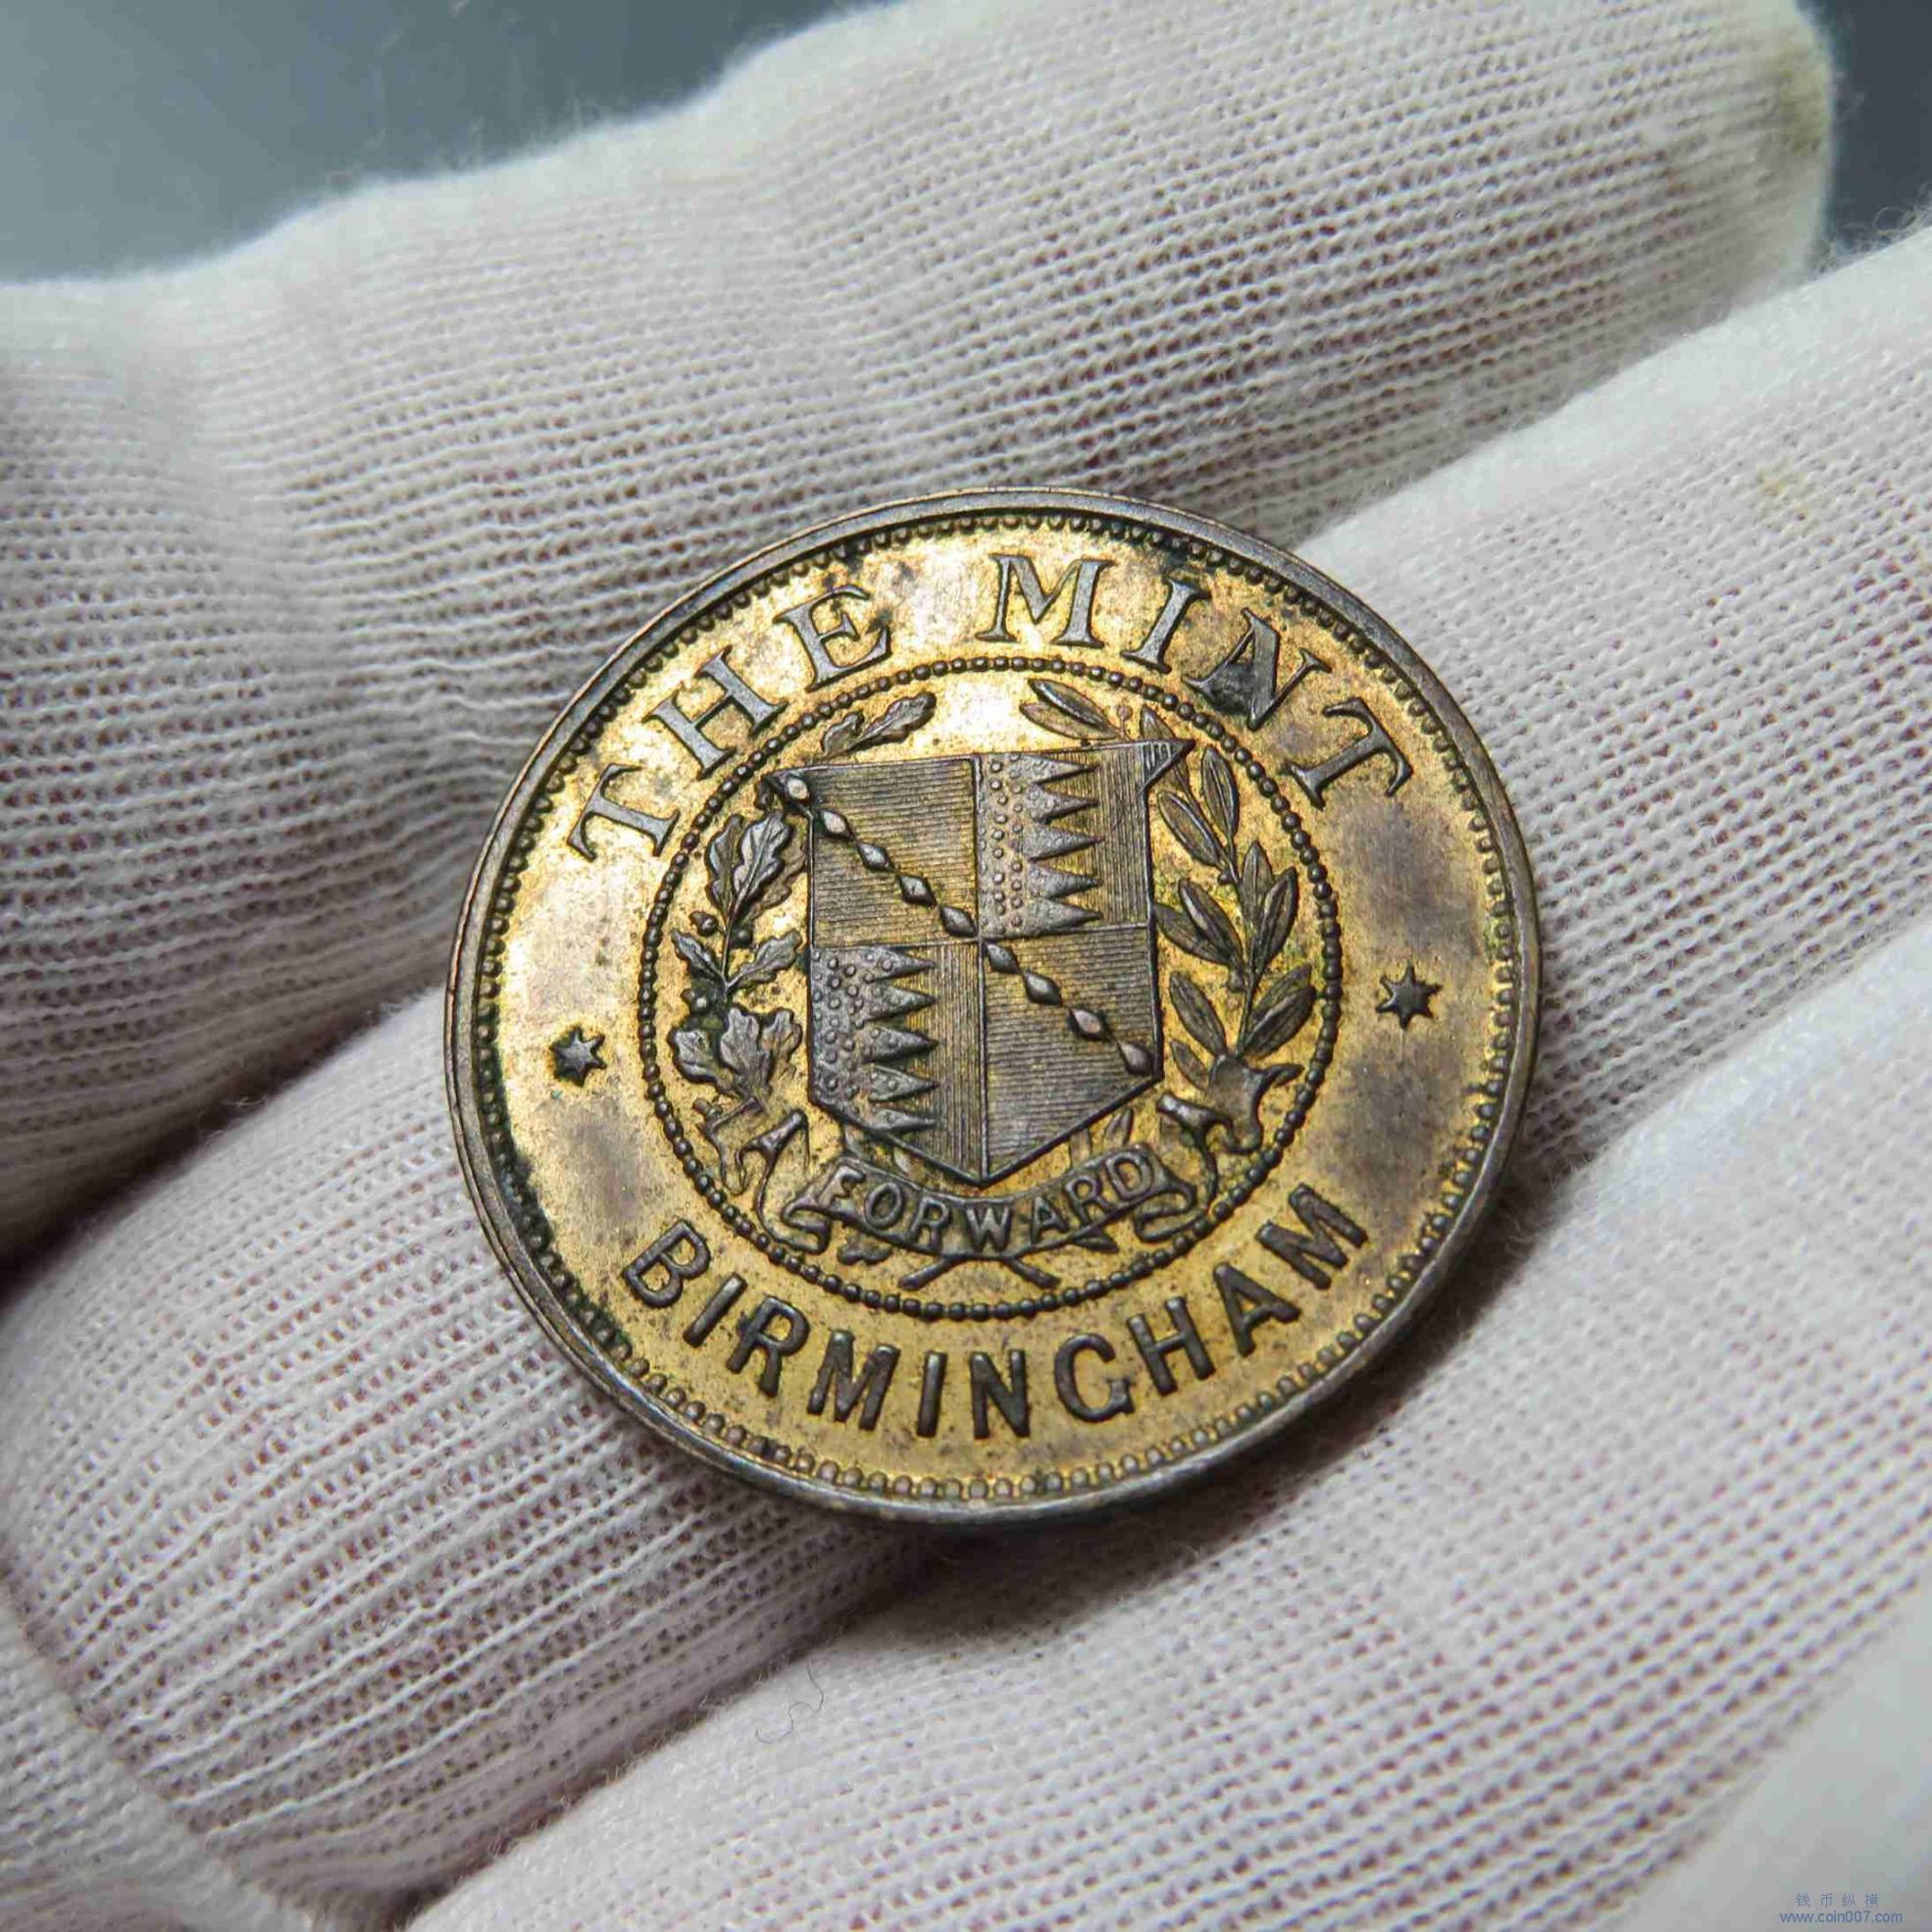 THE MINT
FORWARD
BIRMINGHAM
钱币纵横
www.coin007.com